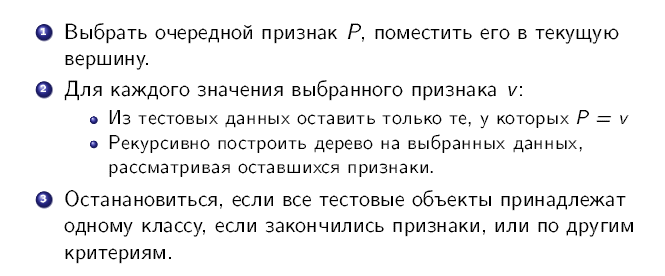 1 Выбрать очередной признак P, поместить его в текущую
вершину.
2 Для каждого значения выбранного признака v:
• Из тестовых данных оставить только те, у которых P = v
• Рекурсивно построить дерево на выбранных данных,
рассматривая оставшихся признаки.
3 Останановиться, если все тестовые объекты принадлежат
одному классу, если закончились признаки, или по другим
критериям.